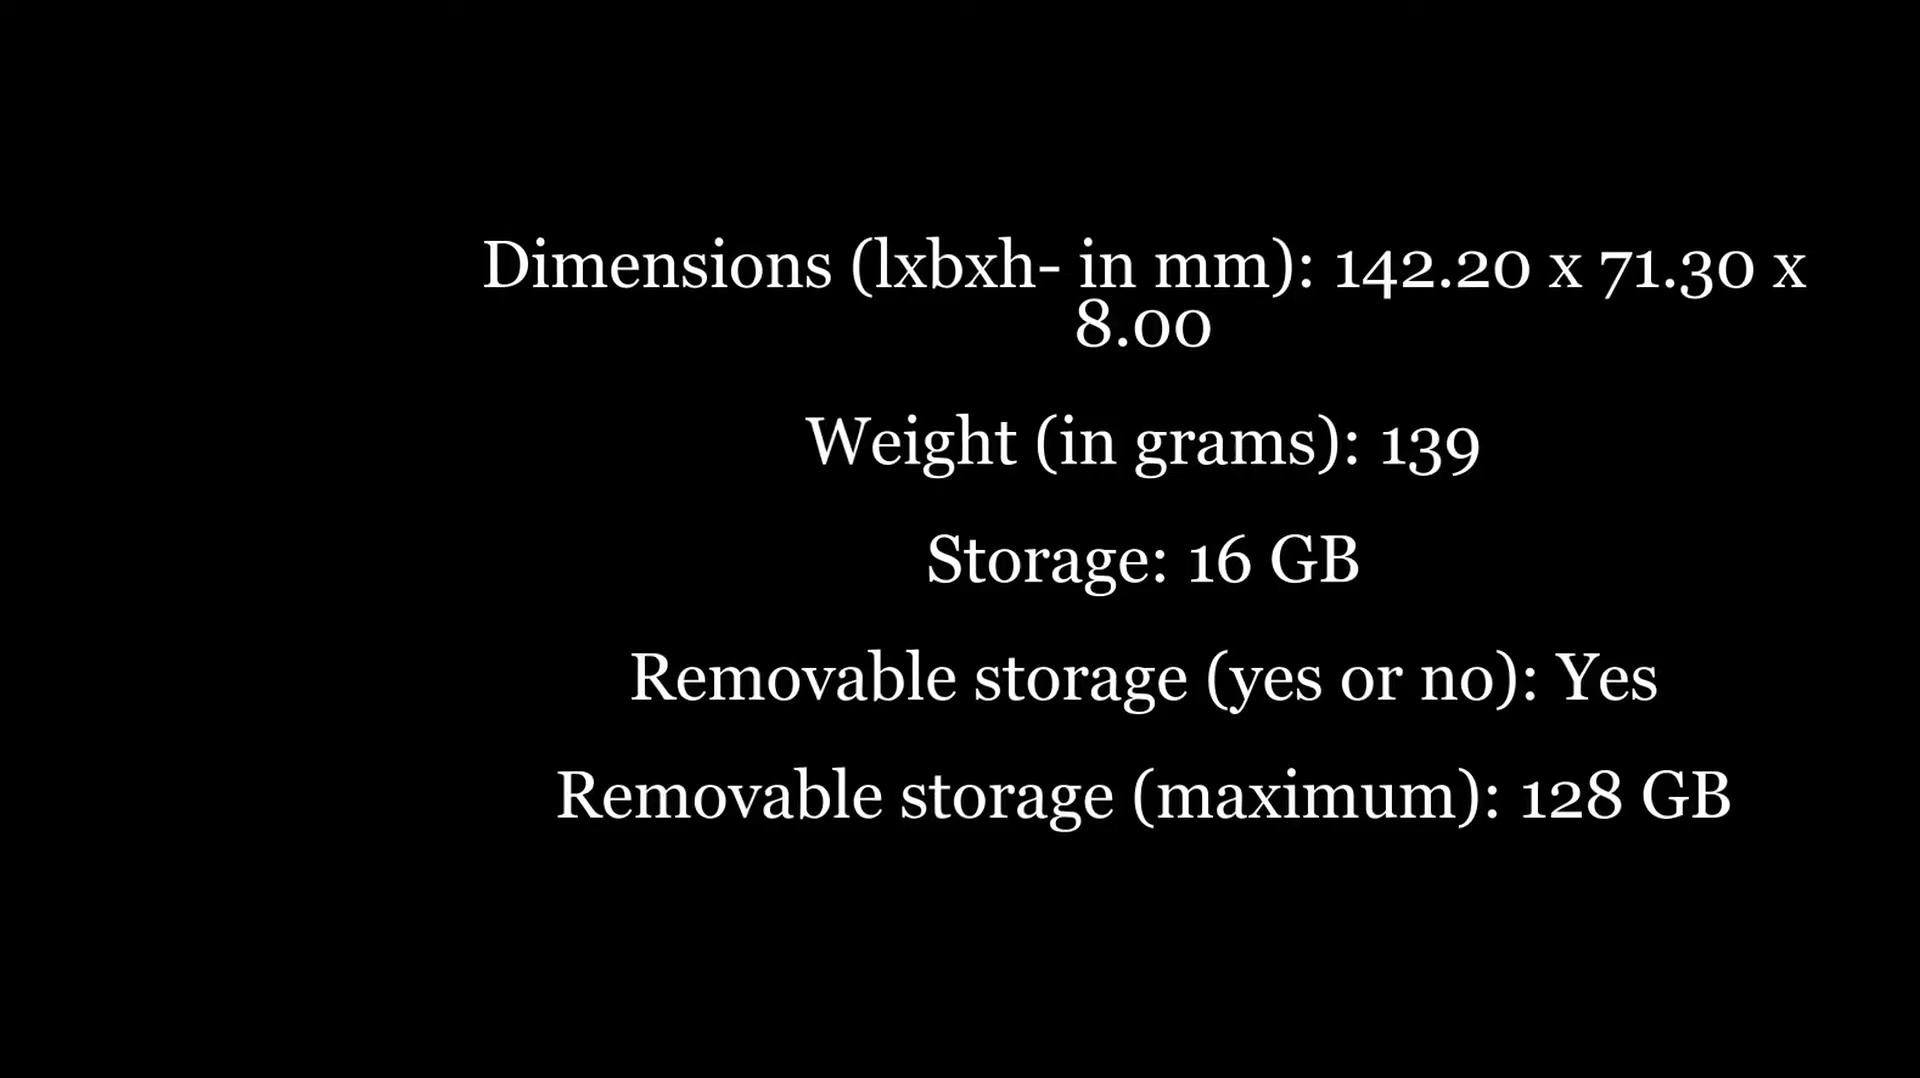 Dimensions (lxbxh- in mm): 142.20 x 71.30 x
8.00
Weight (in grams): 139
Storage: 16 GB
Removable storage (yes or no): Yes
Removable storage (maximum): 128 GB